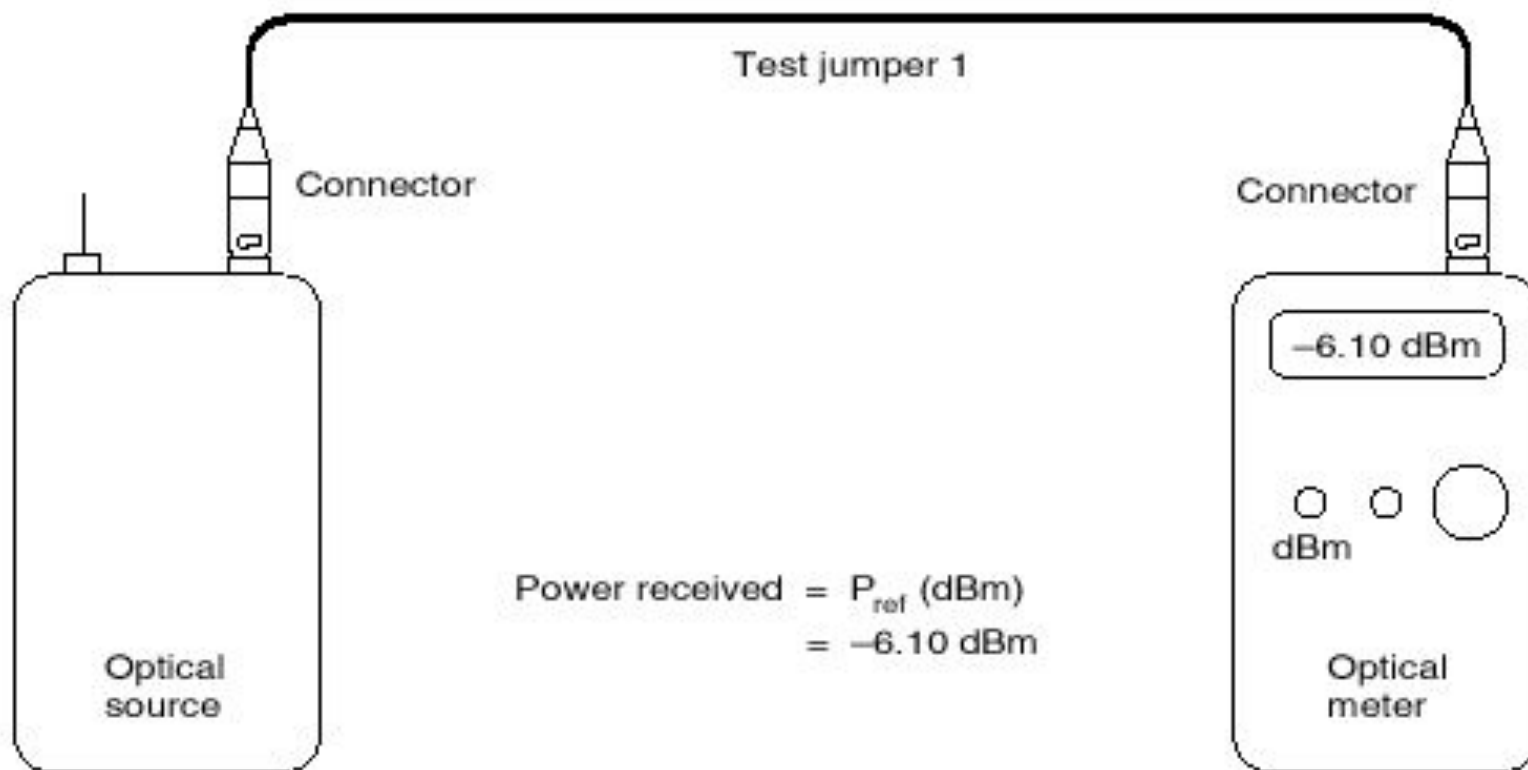 Test jumper 1
Connector
Connector
–6.10 dBm
dBm
Power received = Pref (dBm)
= –6.10 dBm
Optical
source
Optical
meter